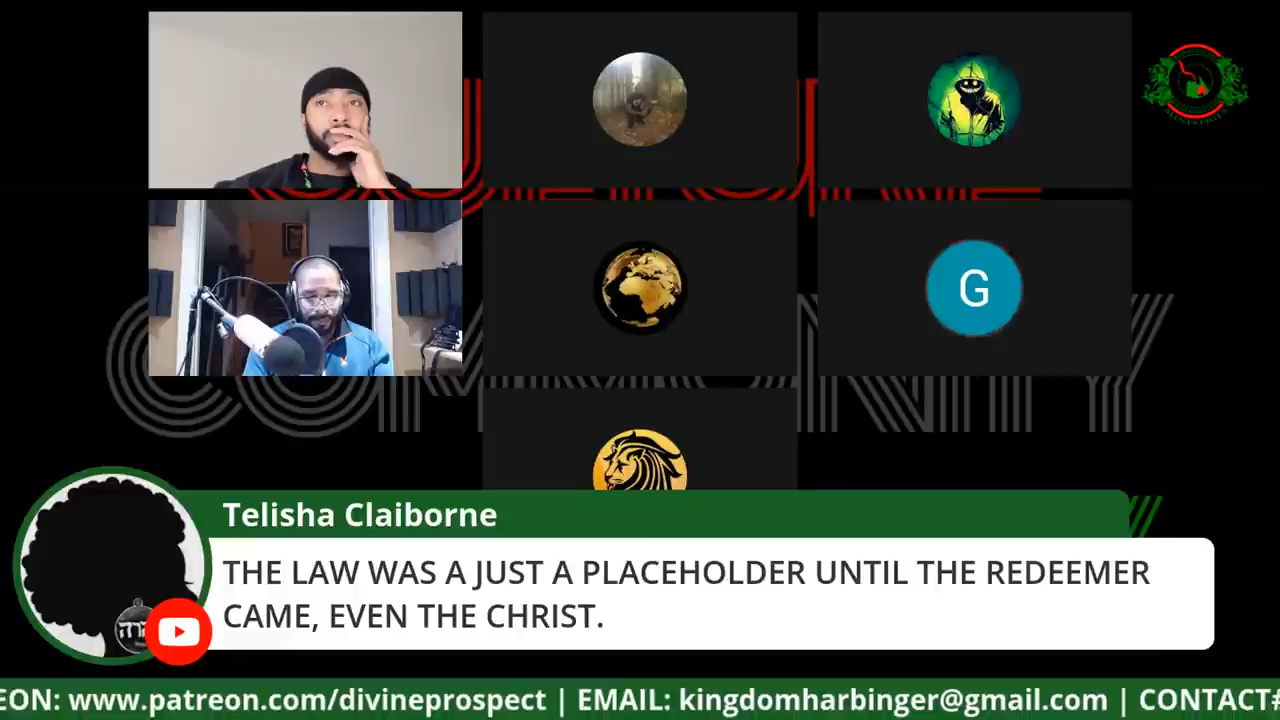 COMMUNITY
G
Telisha Claiborne
THE LAW WAS A JUST A PLACEHOLDER UNTIL THE REDEEMER
CAME, EVEN THE CHRIST.
EON: www.patreon.com/divineprospect | EMAIL: kingdomharbinger@gmail.com | CONTACT#